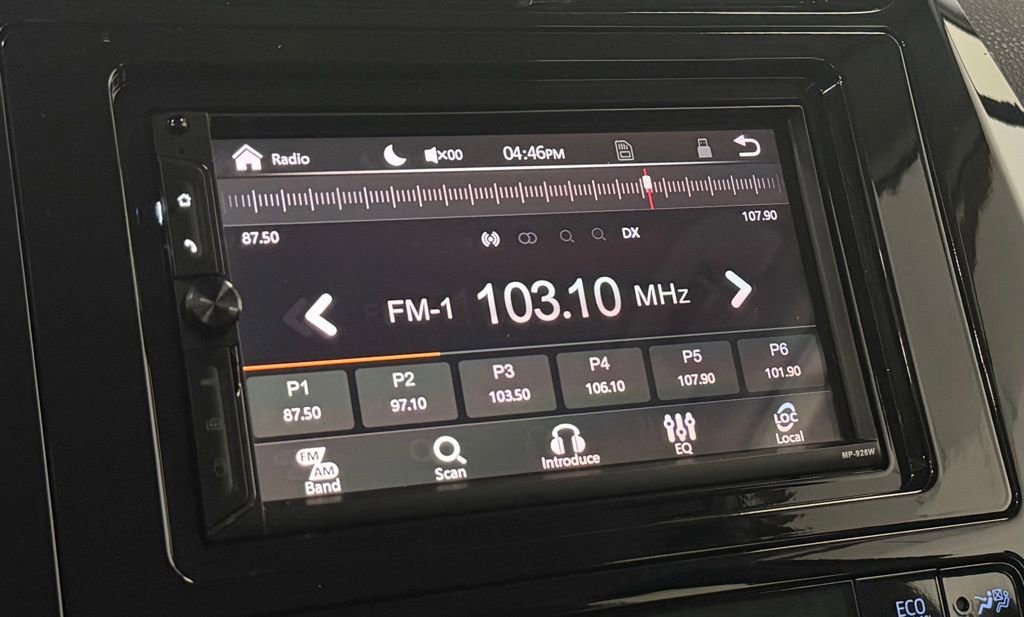 Radio
×00
04:46PM
87.50
107.90
DX
FM-1 103.10 MHz
P1 P2 P3 P4 P5 P6
87.50 97.10 103.50 106.10 107.90 101.90
FM
AM
Band
Scan
Introduce
EQ
LOC
Local
MP-926W
ECO